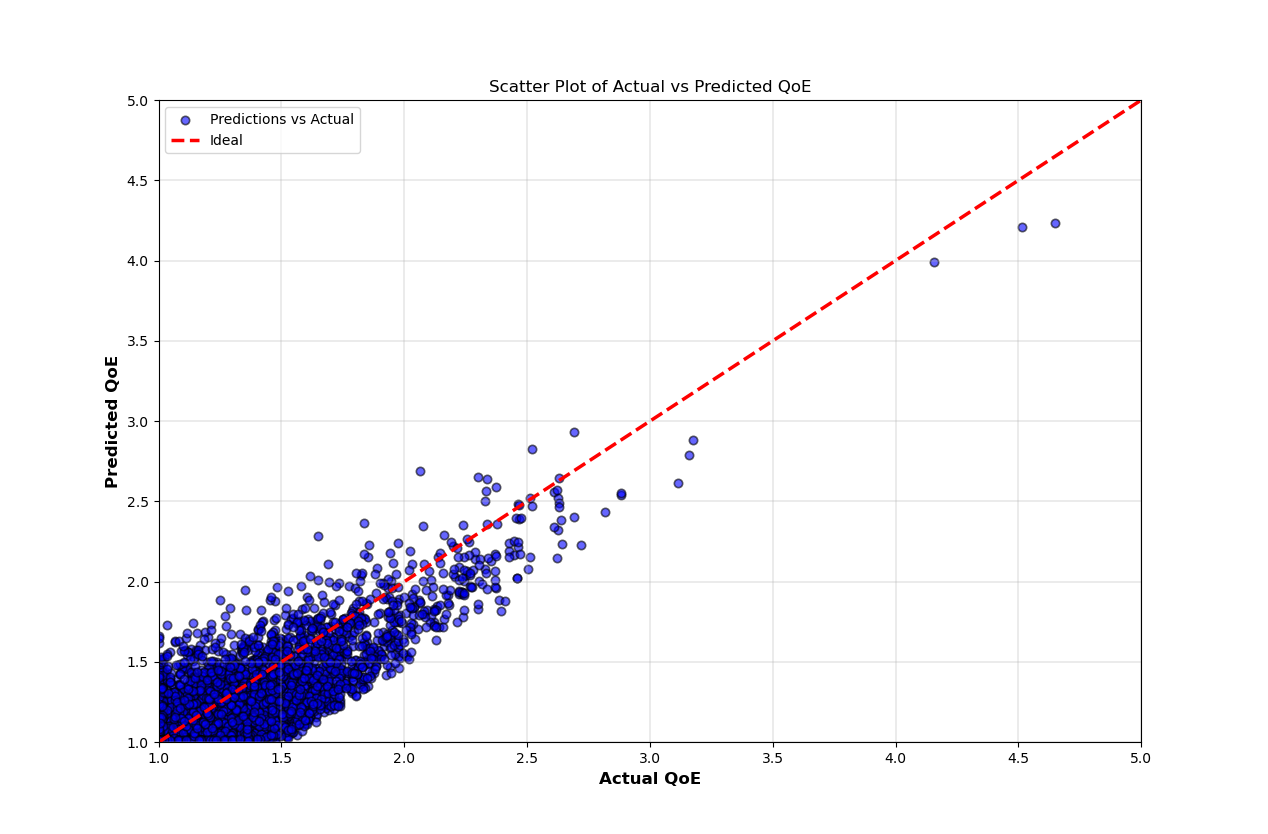 Scatter Plot of Actual vs Predicted QoE
Predictions vs Actual
Ideal
Predicted QoE
5.0
4.5
4.0
3.5
3.0
2.5
2.0
1.5
1.0
1.0 1.5 2.0 2.5 3.0 3.5 4.0 4.5 5.0
Actual QoE